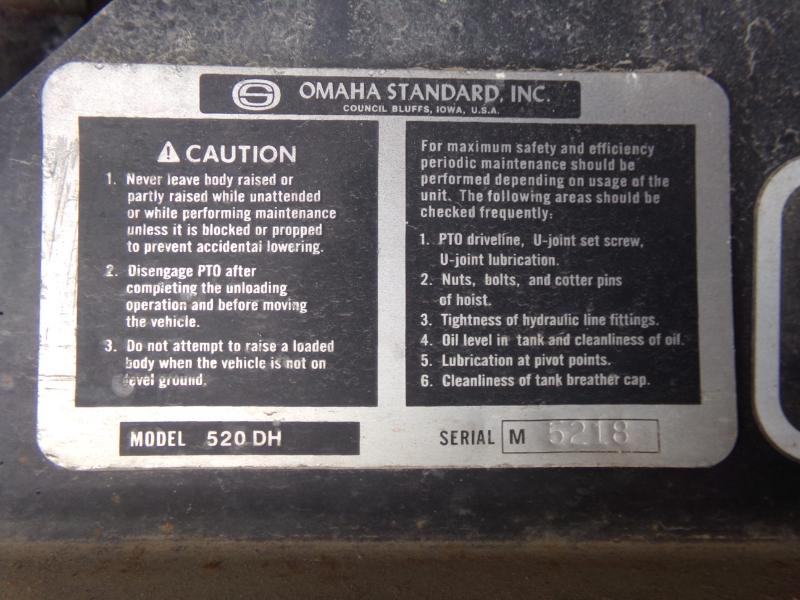 OMAHA STANDARD, INC.
COUNCIL BLUFFS, IOWA, U.S.A.
CAUTION
1. Never leave body raised or
partly raised while unattended
or while performing maintenance
unless it is blocked or propped
to prevent accidental lowering.
2. Disengage PTO after
completing the unloading
operation and before moving
the vehicle.
3. Do not attempt to raise a loaded
body when the vehicle is not on
level ground.
For maximum safety and efficiency
periodic maintenance should be
performed depending on usage of the
unit. The following areas should be
checked frequently:
1. PTO driveline, U-joint set screw,
U-joint lubrication.
2. Nuts, bolts, and cotter pins
of hoist.
3. Tightness of hydraulic line fittings.
4. Oil level in tank and cleanliness of oil.
5. Lubrication at pivot points.
6. Cleanliness of tank breather cap.
MODEL 520 DH
SERIAL M 5218